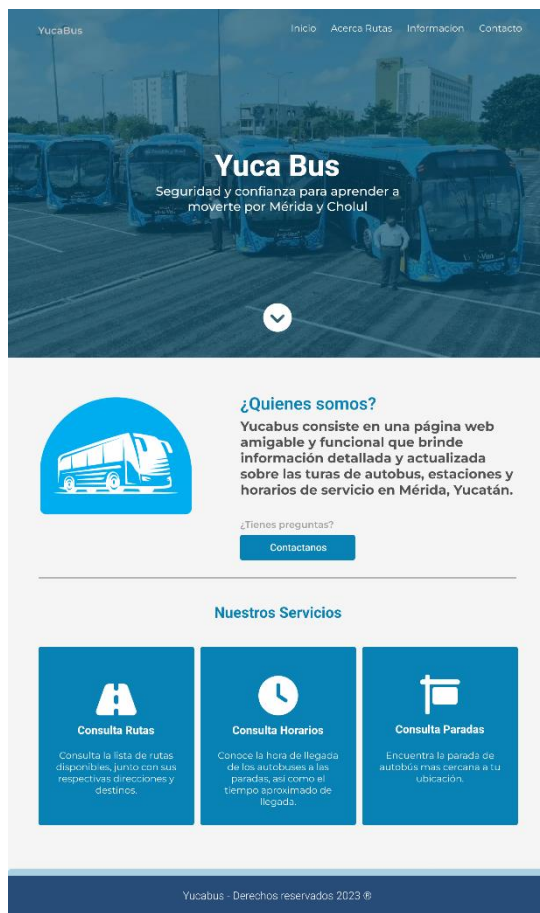 YucaBus
Inicio Acerca Rutas Informacion Contacto
Yuca Bus
Seguridad y confianza para aprender a
moverte por Mérida y Cholul
¿Quienes somos?
Yucabus consiste en una página web
amigable y funcional que brinde
información detallada y actualizada
sobre las turas de autobus, estaciones y
horarios de servicio en Mérida, Yucatán.
¿Tienes preguntas?
Contactanos
Nuestros Servicios
Consulta Rutas
Consulta la lista de rutas
disponibles, junto con sus
respectivas direcciones y
destinos.
Consulta Horarios
Conoce la hora de llegada
de los autobuses a las
paradas, asi como el
tiempo aproximado de
llegada.
Consulta Paradas
Encuentra la parada de
autobús mas cercana a tu
ubicación.
Yucabus - Derechos reservados 2023 ®